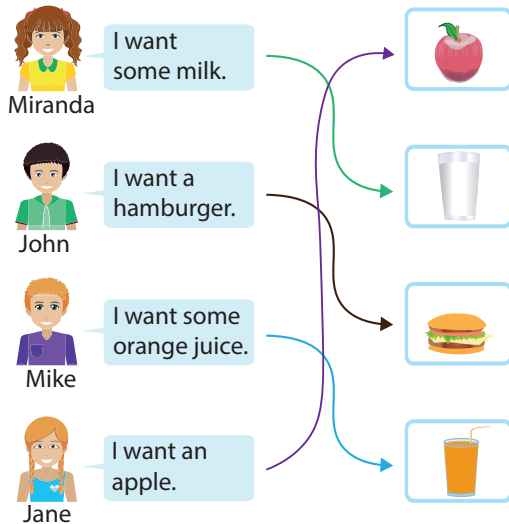 I want
some milk.
Miranda
I want a
hamburger.
John
I want some
orange juice.
Mike
I want an
apple.
Jane